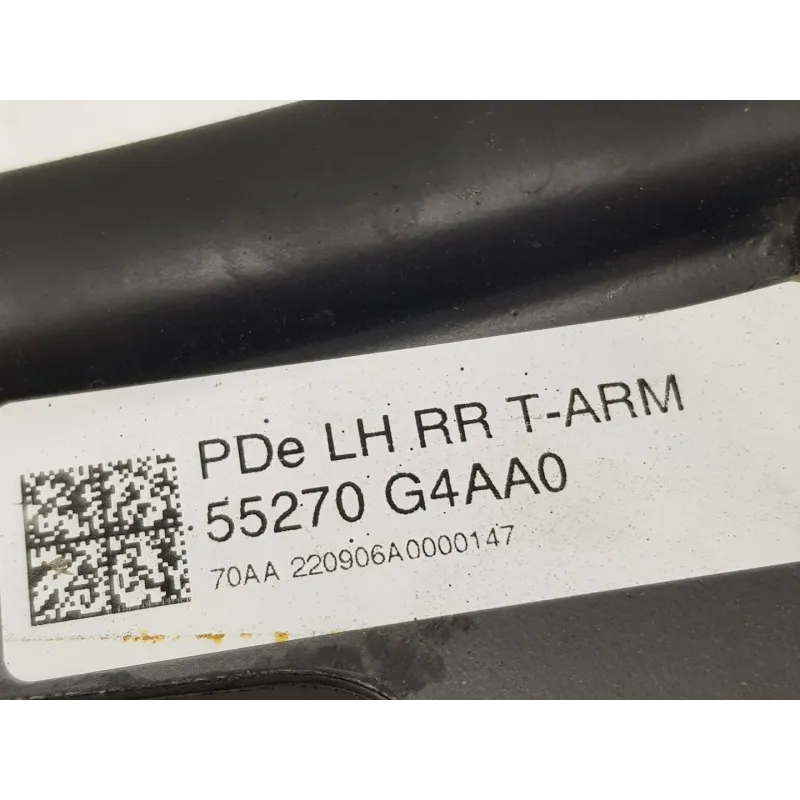 PDe LH RR T-ARM
55270 G4AA0
70AA 220906A0000147